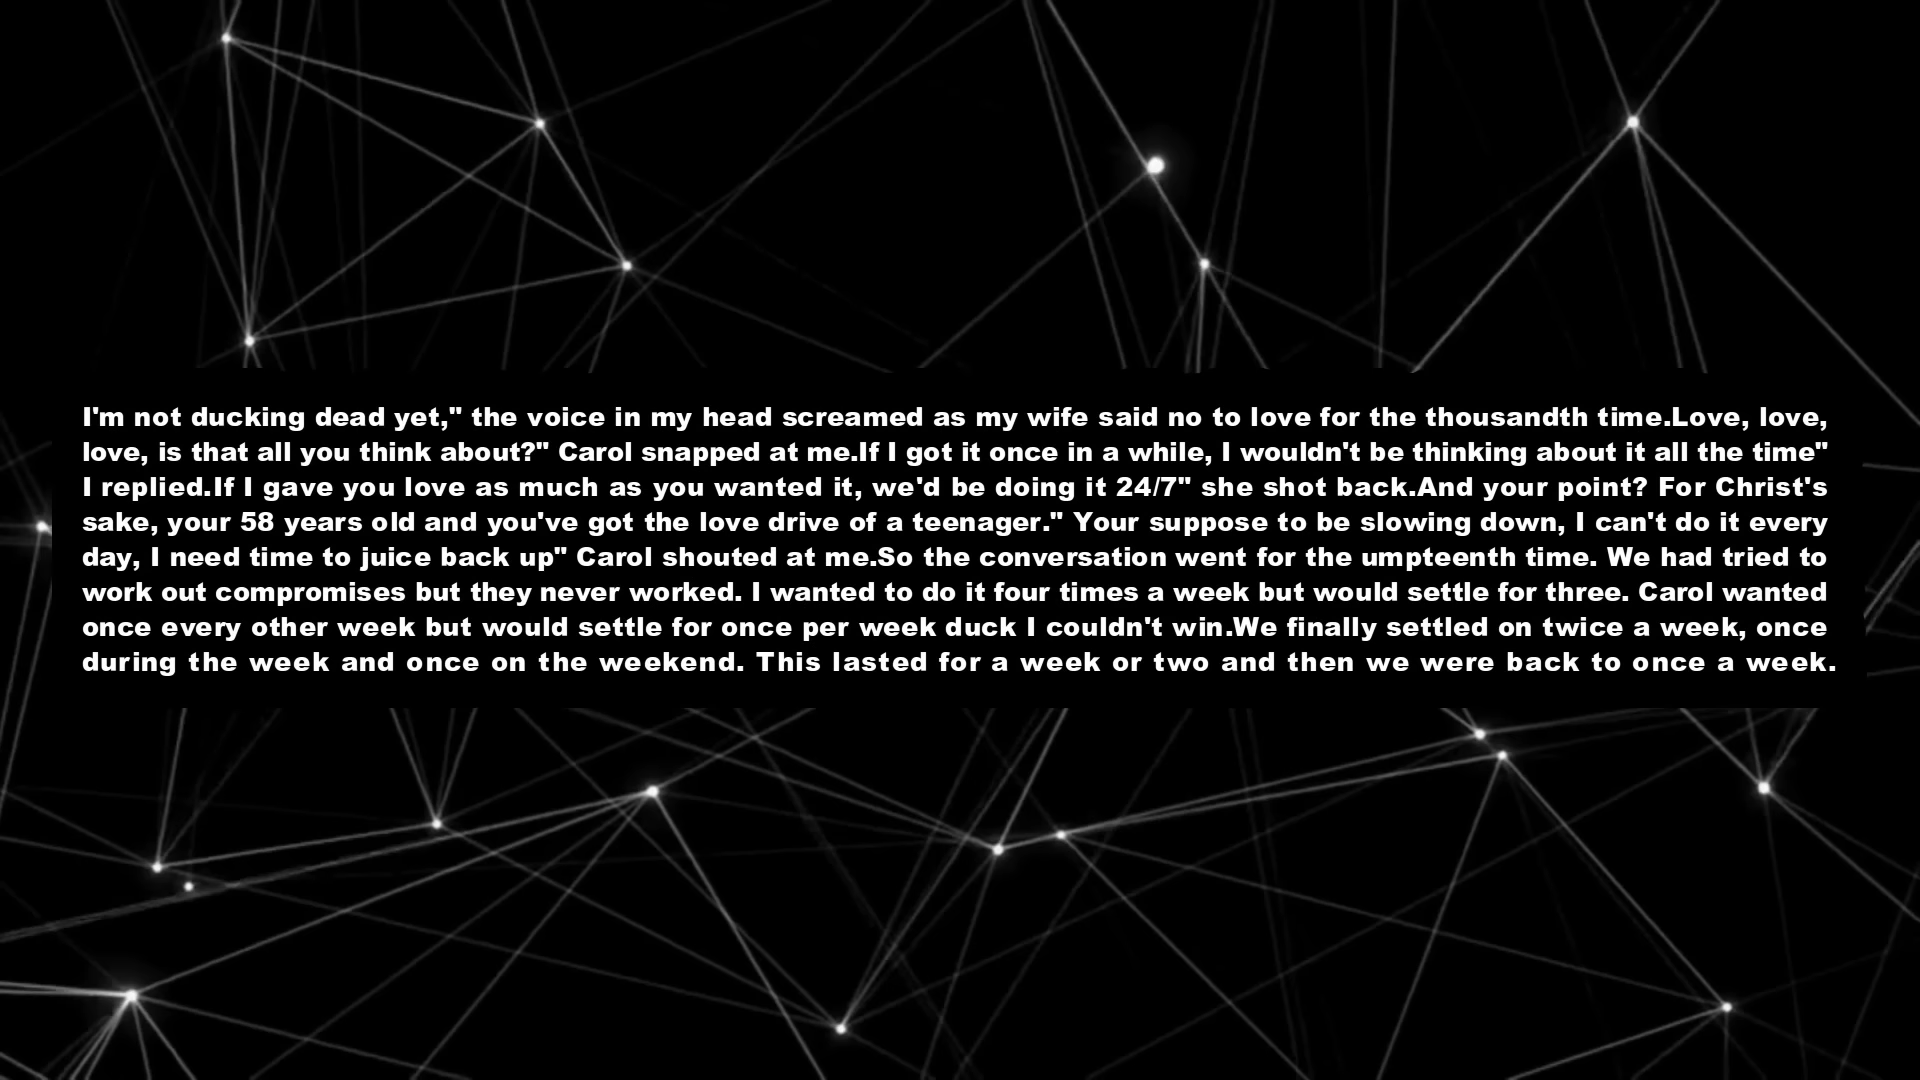 I'm not ducking dead yet," the voice in my head screamed as my wife said no to love for the thousandth time.Love, love,
love, is that all you think about?" Carol snapped at me.If I got it once in a while, I wouldn't be thinking about it all the time"
I replied.If I gave you love as much as you wanted it, we'd be doing it 24/7" she shot back.And your point? For Christ's
sake, your 58 years old and you've got the love drive of a teenager." Your suppose to be slowing down, I can't do it every
day, I need time to juice back up" Carol shouted at me.So the conversation went for the umpteenth time. We had tried to
work out compromises but they never worked. I wanted to do it four times a week but would settle for three. Carol wanted
once every other week but would settle for once per week duck I couldn't win.We finally settled on twice a week, once
during the week and once on the weekend. This lasted for a week or two and then we were back to once a week.